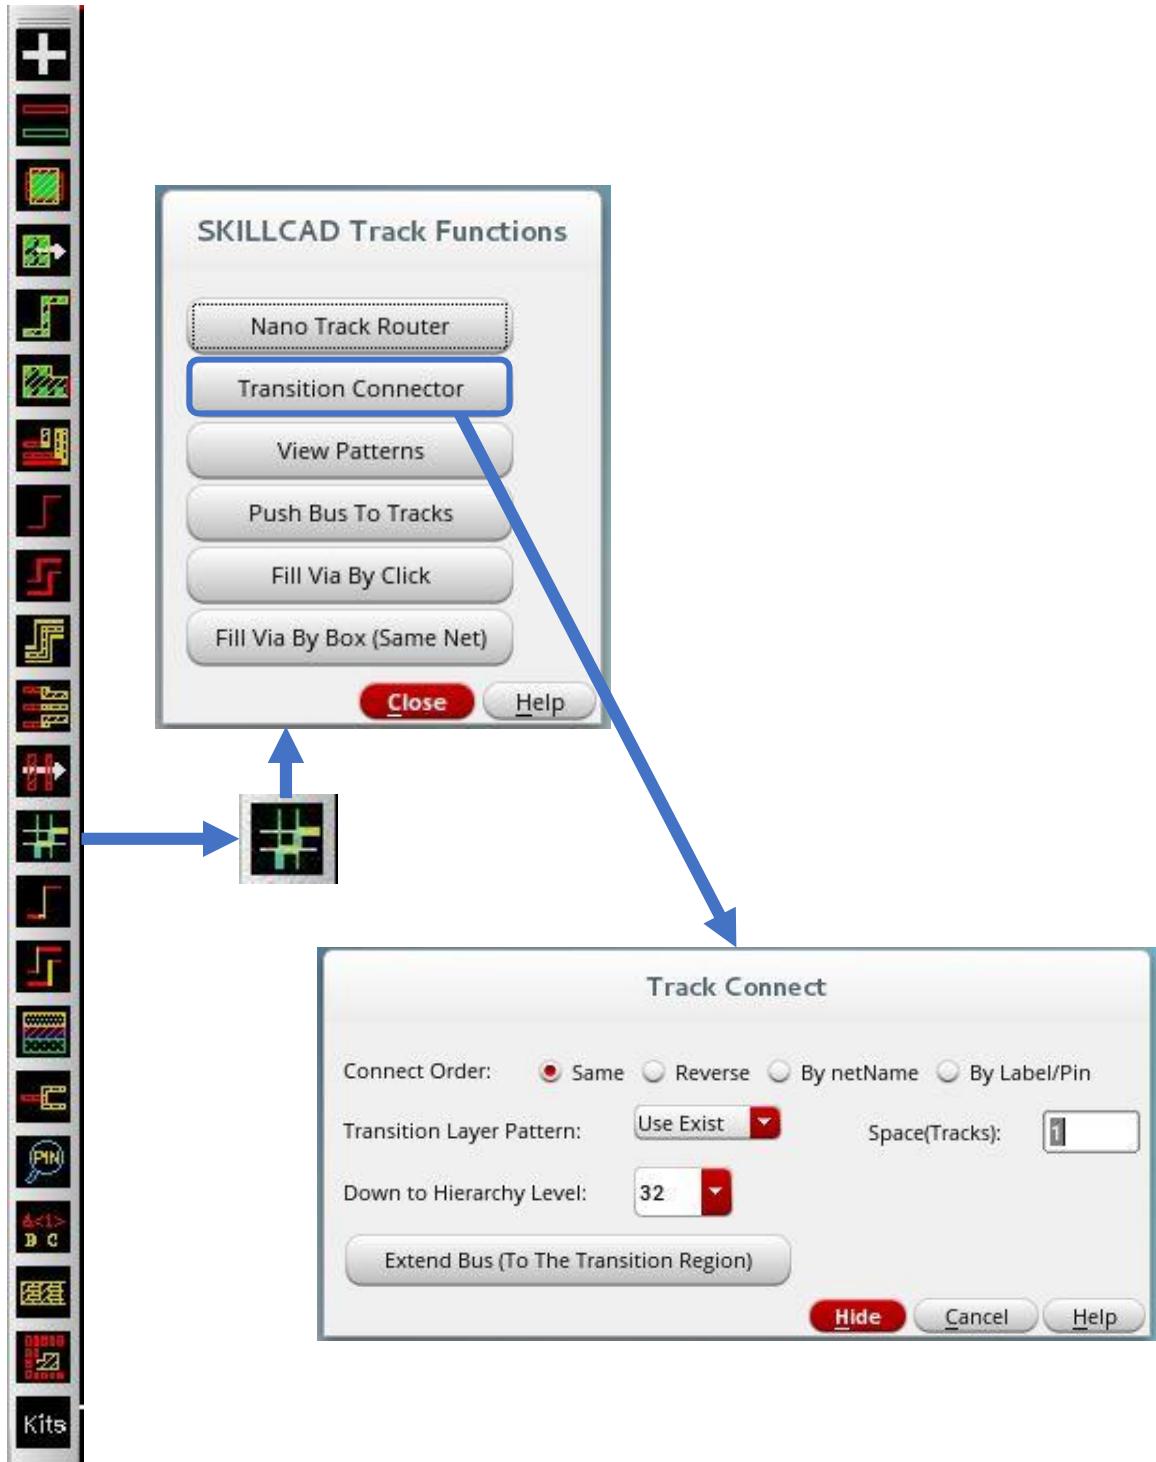 SKILLCAD Track Functions
Nano Track Router
Transition Connector
View Patterns
Push Bus To Tracks
Fill Via By Click
Fill Via By Box (Same Net)
Close Help
Track Connect
Connect Order: Same Reverse By netName By Label/Pin
Transition Layer Pattern: Use Exist Space(Tracks): 1
Down to Hierarchy Level: 32
Extend Bus (To The Transition Region)
Hide Cancel Help
PIN
B C
Kits